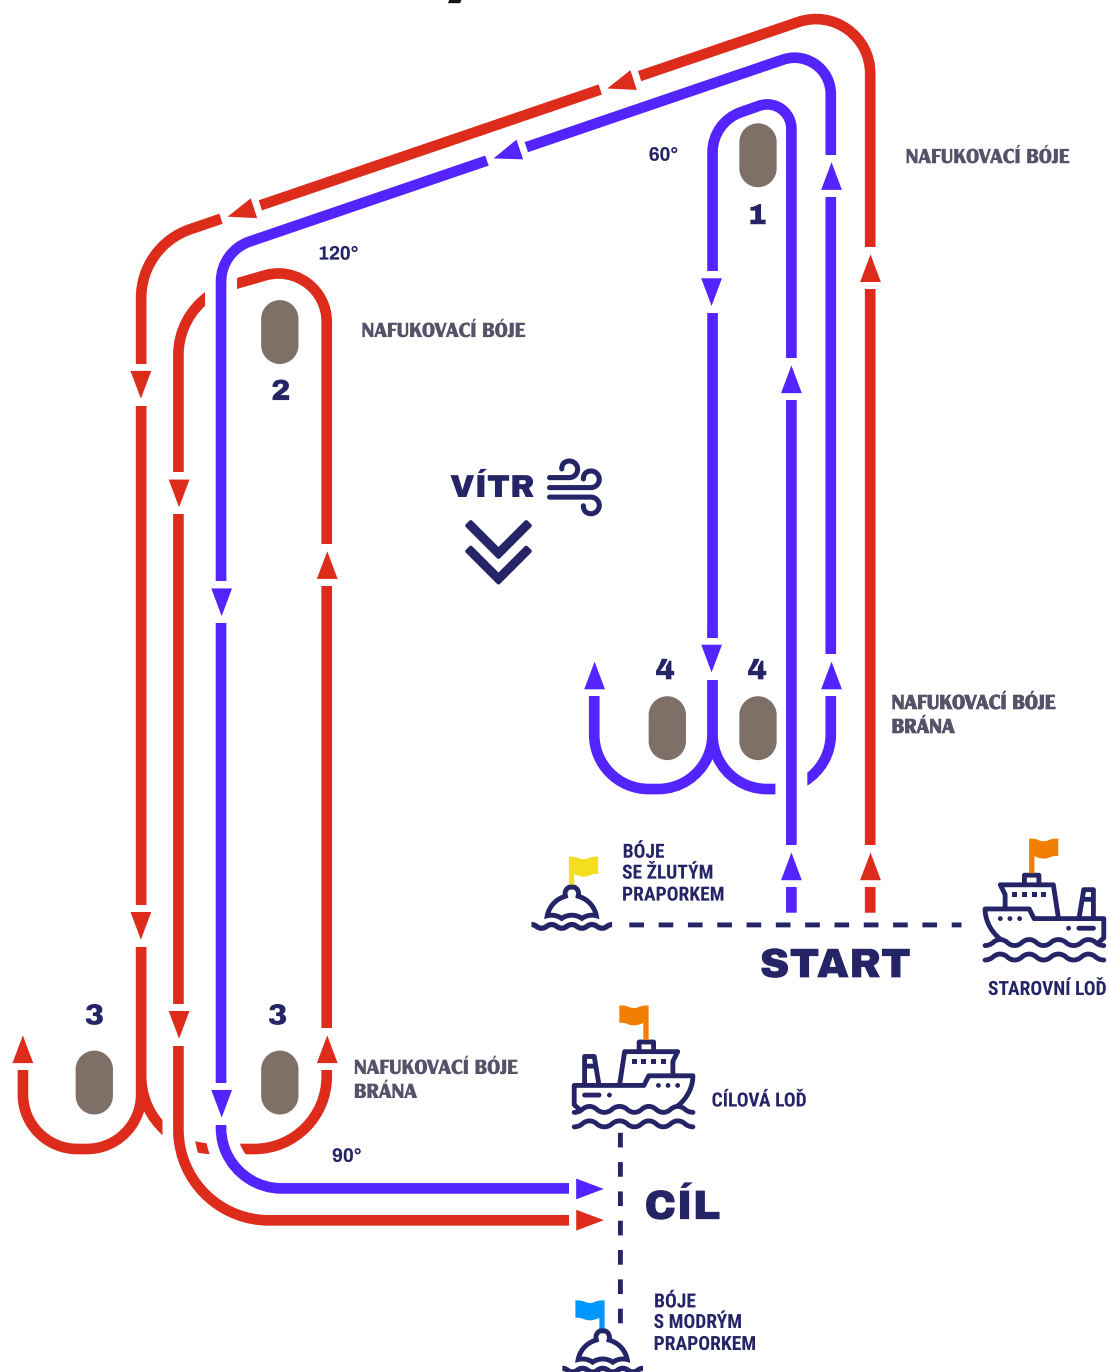 60°
NAFUKOVACÍ BÓJE
1
120°
NAFUKOVACÍ BÓJE
2
VÍTR
4
4
NAFUKOVACÍ BÓJE
BRÁNA
BÓJE
SE ŽLUTÝM
PRAPORKEM
START
STAROVNÍ LOĎ
3
3
NAFUKOVACÍ BÓJE
BRÁNA
CÍLOVÁ LOĎ
90°
CÍL
BÓJE
S MODRÝM
PRAPORKEM